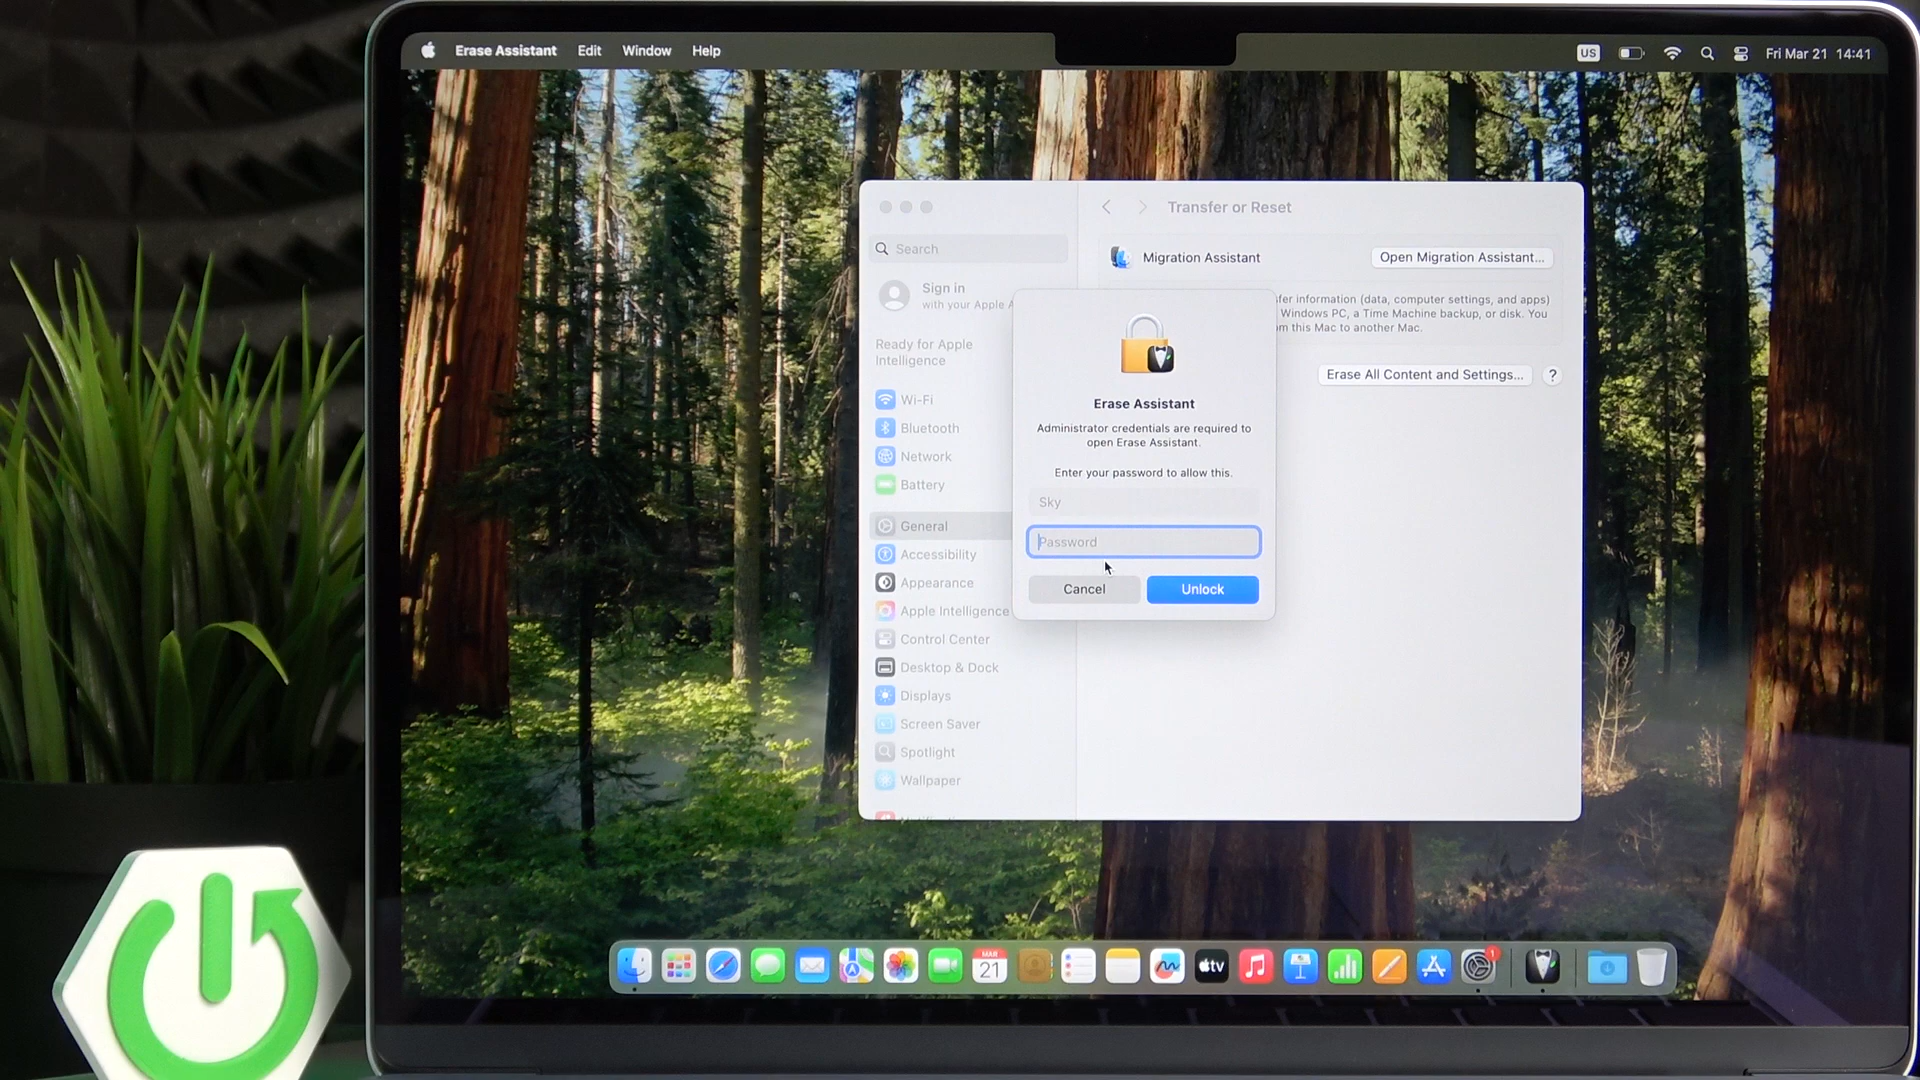 Erase Assistant Edit Window Help
US Fri Mar 21 14:41
Transfer or Reset
Search
Migration Assistant
Open Migration Assistant...
Sign in
with your Apple A
fer information (data, computer settings, and apps)
Windows PC, a Time Machine backup, or disk. You
m this Mac to another Mac.
Ready for Apple
Intelligence
Erase All Content and Settings... ?
Wi-Fi
Bluetooth
Network
Battery
General
Accessibility
Appearance
Apple Intelligence
Control Center
Desktop & Dock
Displays
Screen Saver
Spotlight
Wallpaper
Erase Assistant
Administrator credentials are required to
open Erase Assistant.
Enter your password to allow this.
Sky
Password
Cancel Unlock
MAR
21
tv
1